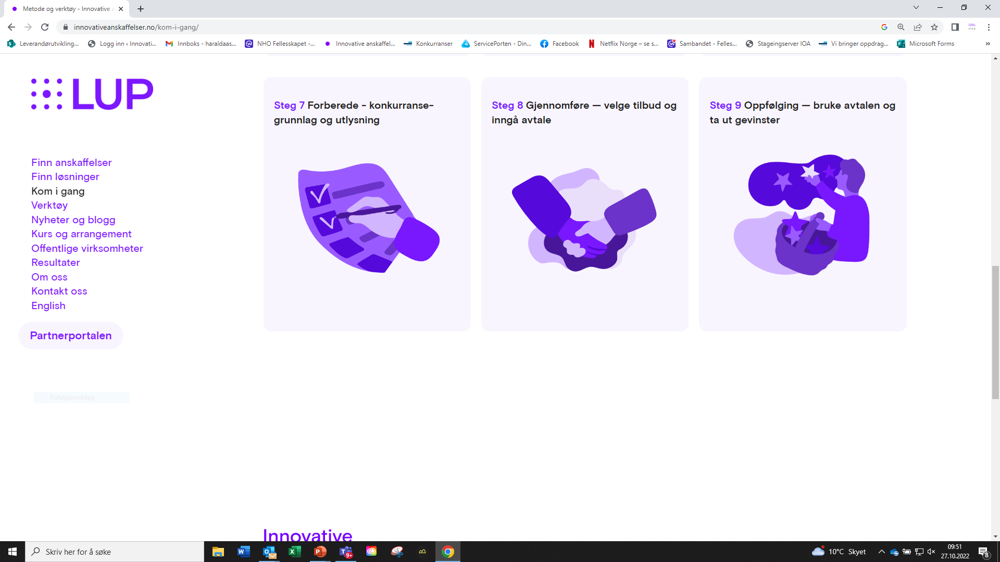 Metode og verktøy - Innovative a
innovativeanskaffelser.no/kom-i-gang/
Leverandørutvikling...
Logg inn ‹ Innovati...
Innboks - haraldaas...
NHO Fellesskapet -...
Innovative anskaffel...
Konkurranser
ServicePorten - Din...
Facebook
Netflix Norge – se s...
Sambandet - Felles...
Stageingserver IOA
Vi bringer oppdrag...
Microsoft Forms
»
LUP
Finn anskaffelser
Finn løsninger
Kom i gang
Verktøy
Nyheter og blogg
Kurs og arrangement
Offentlige virksomheter
Resultater
Om oss
Kontakt oss
English
Partnerportalen
Fullskjermsklipp
Steg 7 Forberede - konkurranse-
grunnlag og utlysning
Steg 8 Gjennomføre — velge tilbud og
inngå avtale
Steg 9 Oppfølging — bruke avtalen og
ta ut gevinster
Innovative
Skriv her for å søke
9+
10°C Skyet
09:51
27.10.2022
8